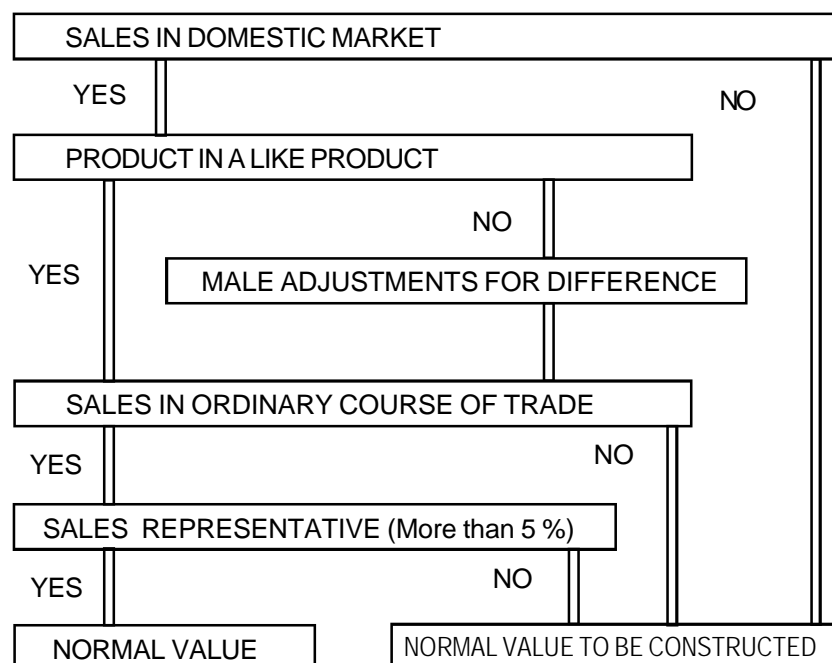 SALES IN DOMESTIC MARKET
YES
NO
PRODUCT IN A LIKE PRODUCT
NO
YES
MALE ADJUSTMENTS FOR DIFFERENCE
SALES IN ORDINARY COURSE OF TRADE
YES
NO
SALES REPRESENTATIVE (More than 5 %)
YES
NO
NORMAL VALUE
NORMAL VALUE TO BE CONSTRUCTED